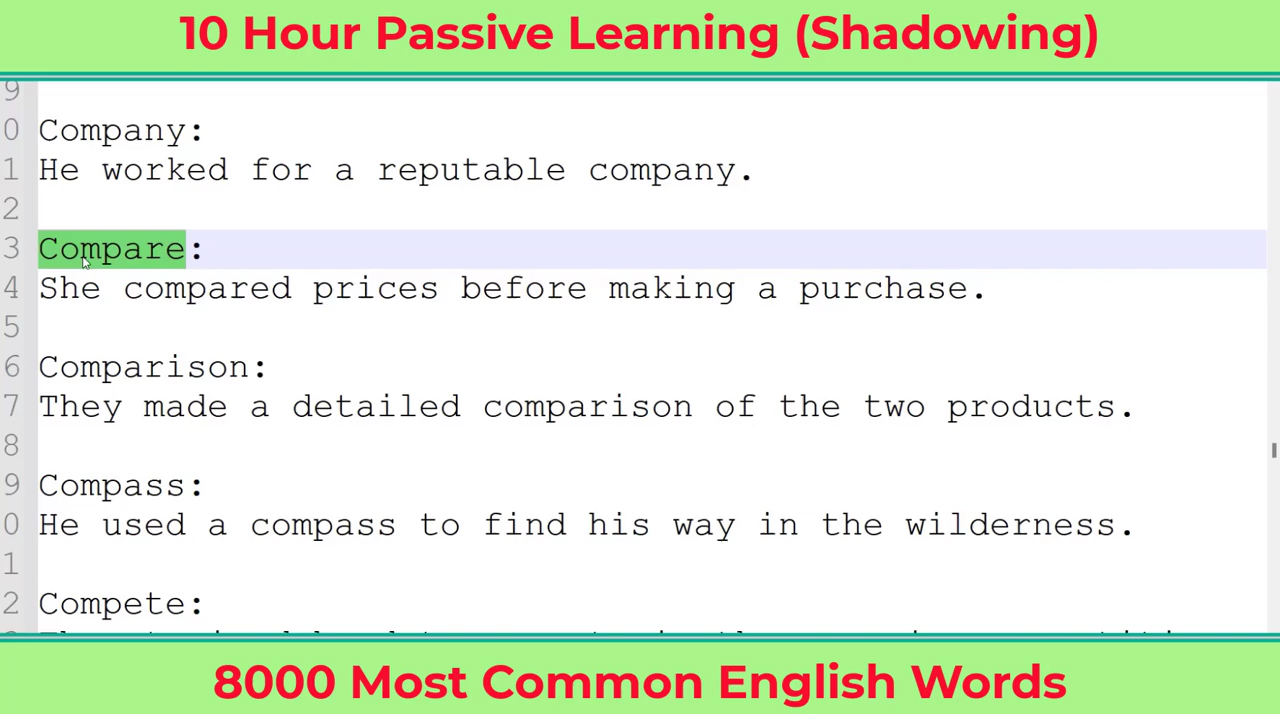 10 Hour Passive Learning (Shadowing)
9
0 Company:
1 He worked for a reputable company.
2
3 Compare:
4 She compared prices before making a purchase.
5
6 Comparison:
7 They made a detailed comparison of the two products.
8
9 Compass:
0 He used a compass to find his way in the wilderness.
1
2 Compete:
8000 Most Common English Words